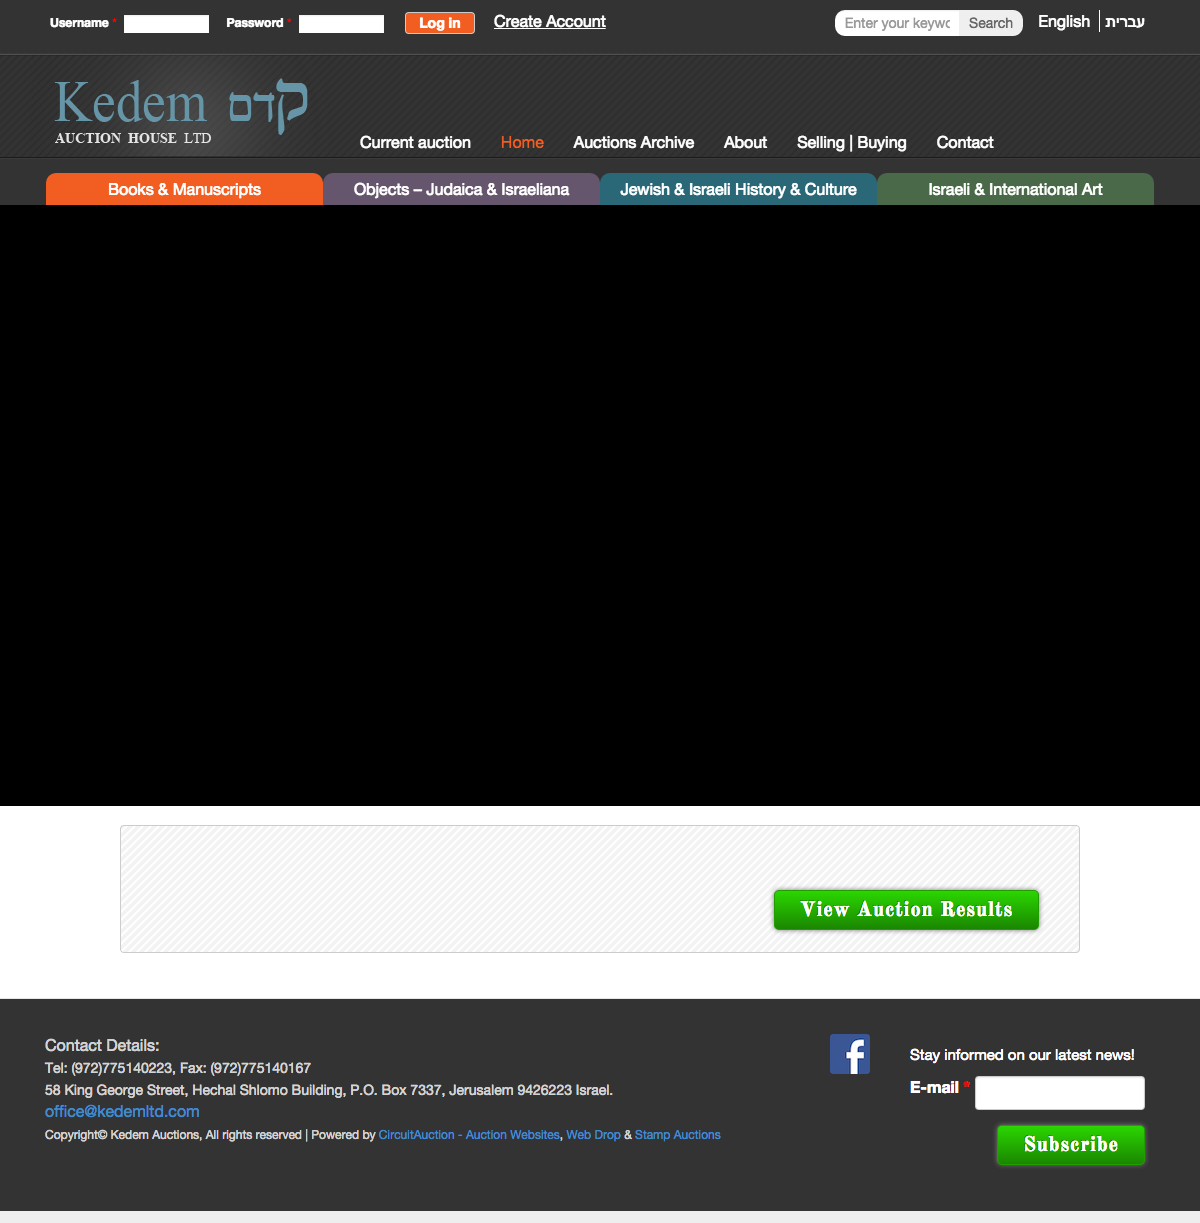 Username * Password * Log in Create Account Enter your keywo Search English עברית
Kedem קדם
AUCTION HOUSE LTD
Current auction Home Auctions Archive About Selling | Buying Contact
Books & Manuscripts Objects – Judaica & Israeliana Jewish & Israeli History & Culture Israeli & International Art
View Auction Results
Contact Details:
Tel: (972)775140223, Fax: (972)775140167
58 King George Street, Hechal Shlomo Building, P.O. Box 7337, Jerusalem 9426223 Israel.
office@kedemltd.com
Copyright© Kedem Auctions, All rights reserved | Powered by CircuitAuction - Auction Websites, Web Drop & Stamp Auctions
f
Stay informed on our latest news!
E-mail *
Subscribe